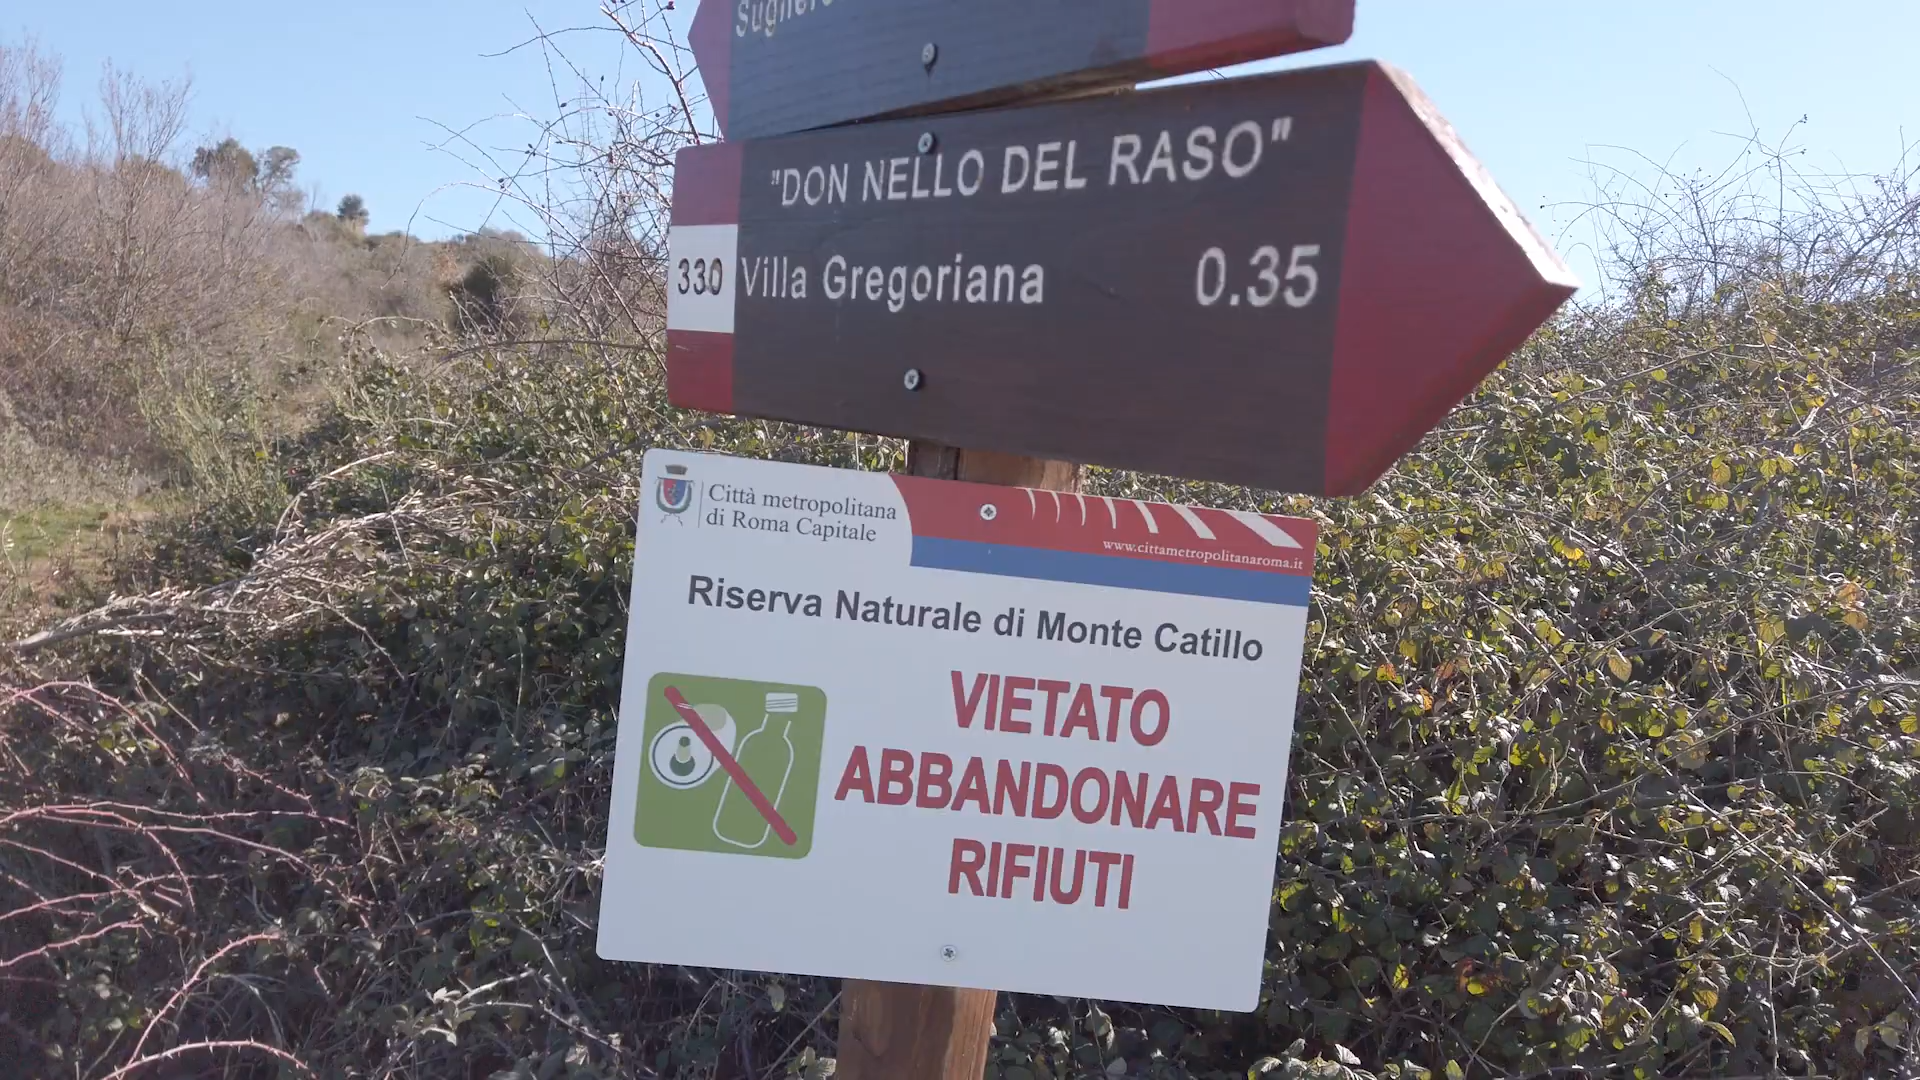 "DON NELLO DEL RASO"
330 Villa Gregoriana 0.35
Città metropolitana
di Roma Capitale
www.cittametropolitanaroma.it
Riserva Naturale di Monte Catillo
VIETATO
ABBANDONARE
RIFIUTI